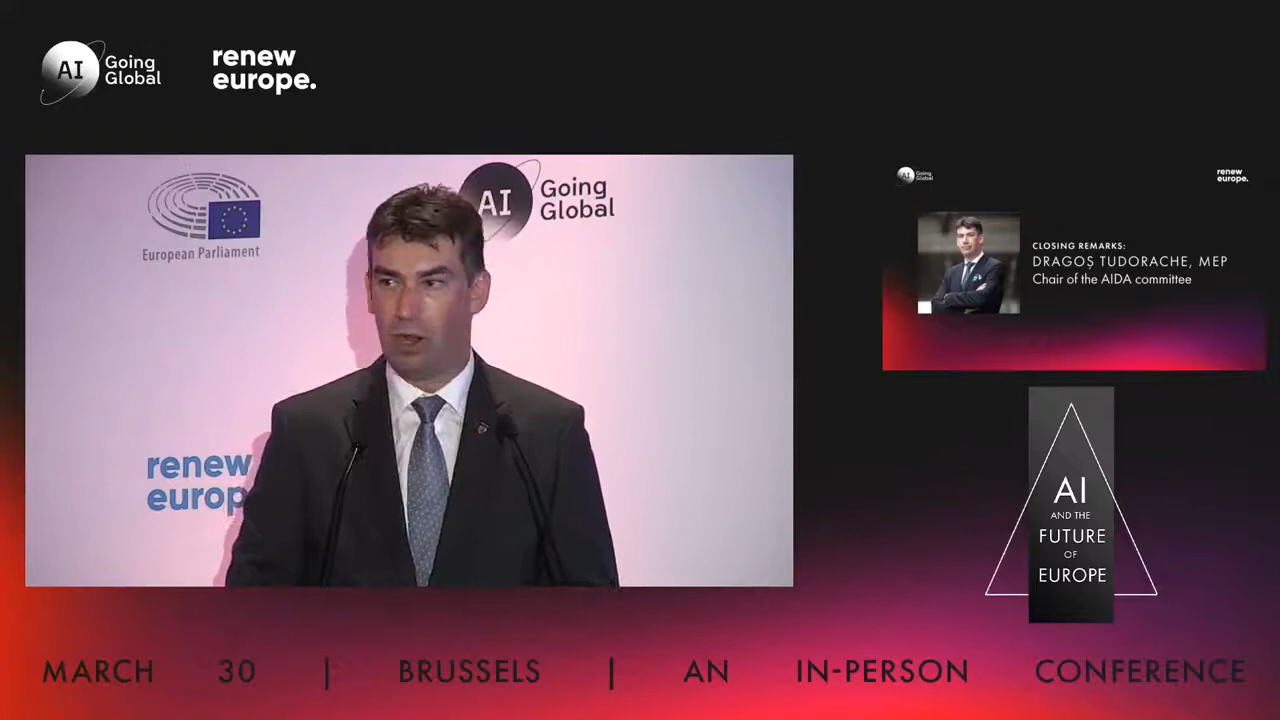 AI
Going
Global
renew
europe.
European Parliament
AI
Going
Global
renew
europ
AI
Going
Global
renew
europe.
CLOSING REMARKS:
DRAGOȘ TUDORACHE, MEP
Chair of the AIDA committee
AI
AND THE
FUTURE
OF
EUROPE
MARCH 30 | BRUSSELS | AN IN-PERSON CONFERENCE